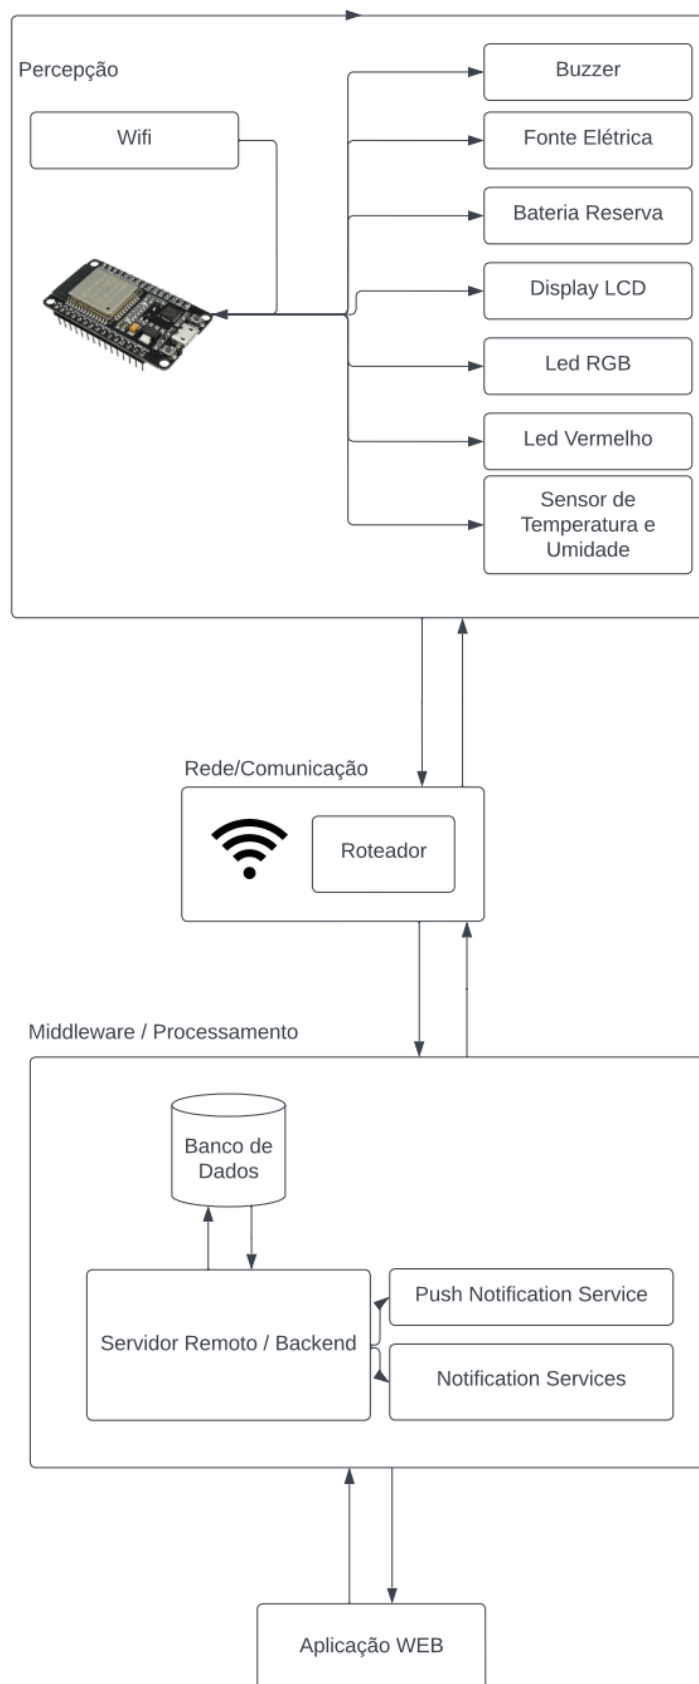 Percepção
Buzzer
Wifi
Fonte Elétrica
Bateria Reserva
Display LCD
Led RGB
Led Vermelho
Sensor de
Temperatura e
Umidade
Rede/Comunicação
Roteador
Middleware / Processamento
Banco de
Dados
Servidor Remoto / Backend
Push Notification Service
Notification Services
Aplicação WEB